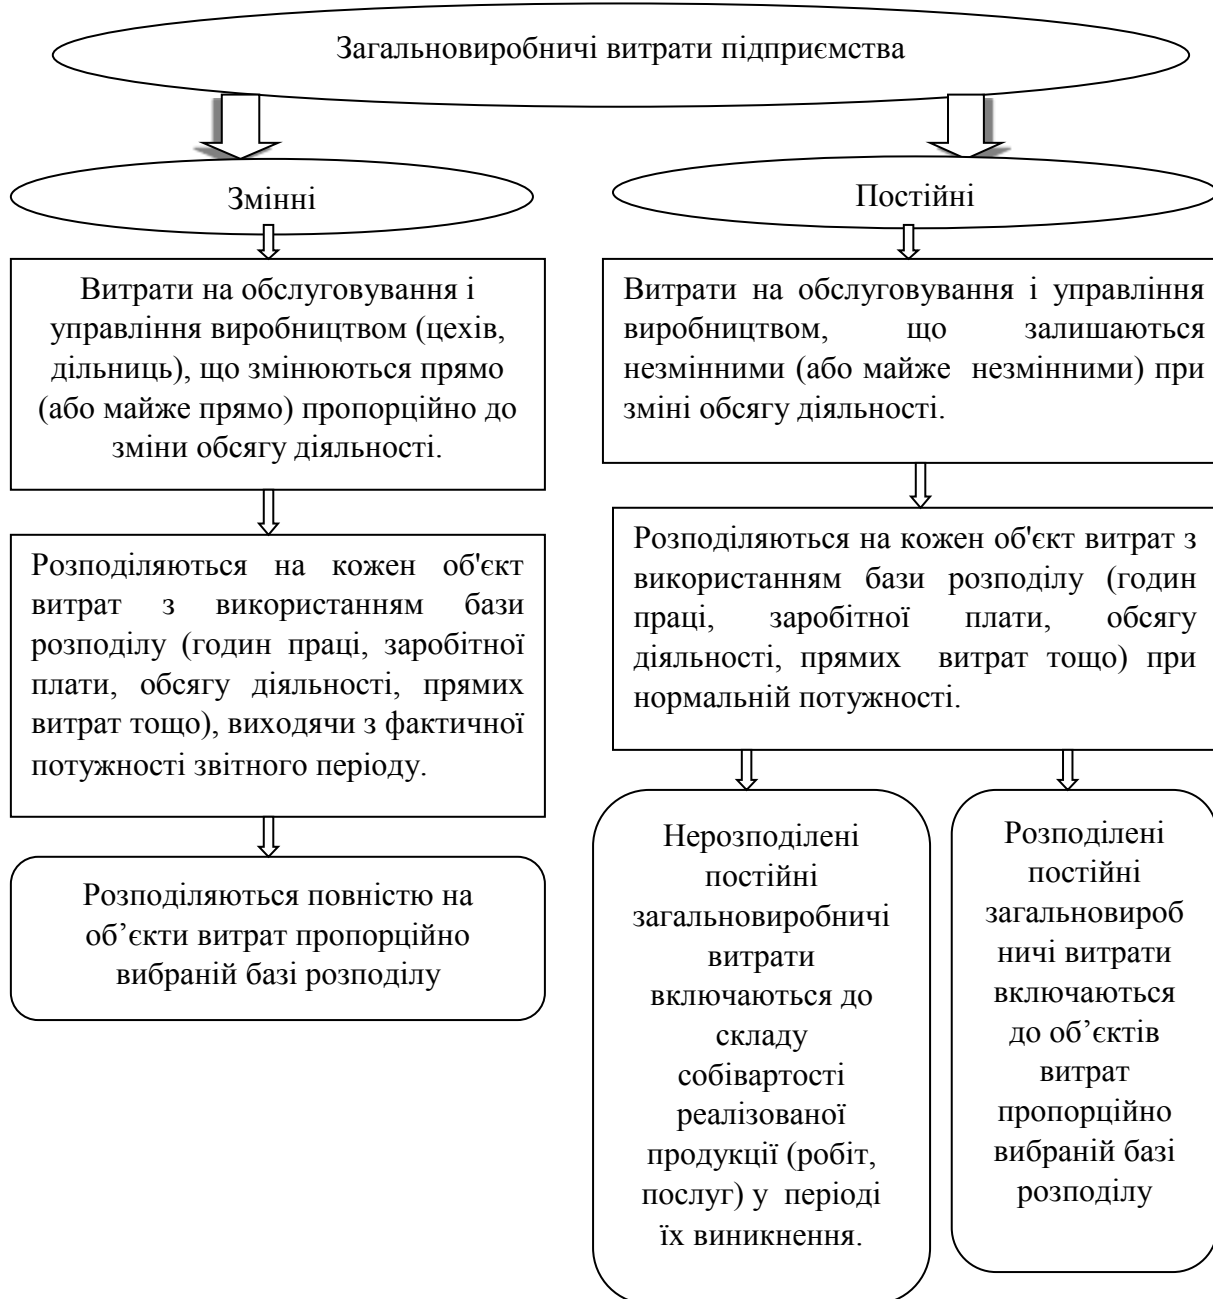 Загальновиробничі витрати підприємства
Змінні
Витрати на обслуговування і
управління виробництвом (цехів,
дільниць), що змінюються прямо
(або майже прямо) пропорційно до
зміни обсягу діяльності.
Розподіляються на кожен об'єкт
витрат з використанням бази
розподілу (годин праці, заробітної
плати, обсягу діяльності, прямих
витрат тощо), виходячи з фактичної
потужності звітного періоду.
Розподіляються повністю на
об’єкти витрат пропорційно
вибраній базі розподілу
Постійні
Витрати на обслуговування і управління
виробництвом, що залишаються
незмінними (або майже незмінними) при
зміні обсягу діяльності.
Розподіляються на кожен об'єкт витрат з
використанням бази розподілу (годин
праці, заробітної плати, обсягу
діяльності, прямих витрат тощо) при
нормальній потужності.
Нерозподілені
постійні
загальновиробничі
витрати
включаються до
складу
собівартості
реалізованої
продукції (робіт,
послуг) у періоді
їх виникнення.
Розподілені
постійні
загальновироб
ничі витрати
включаються
до об’єктів
витрат
пропорційно
вибраній базі
розподілу